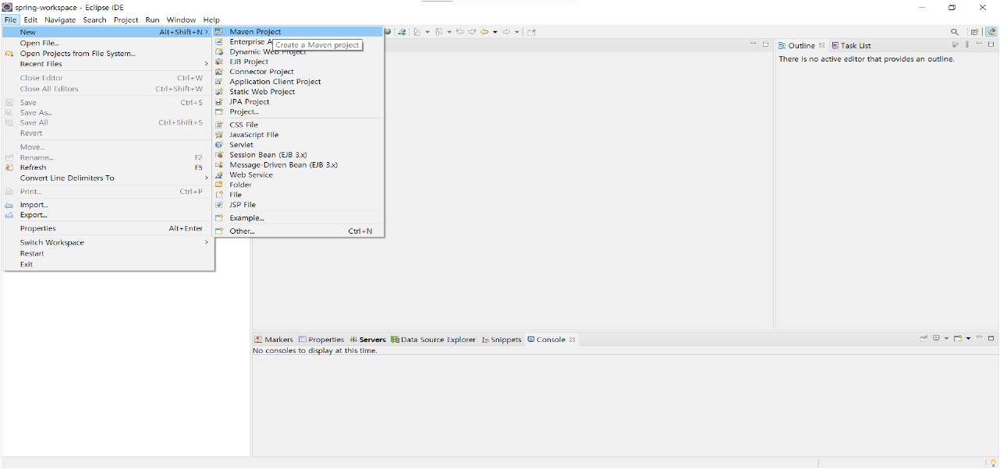 spring-workspace - Eclipse IDE
File Edit Navigate Search Project Run Window Help
New Alt+Shift+N >
Open File...
Open Projects from File System...
Recent Files >
Close Editor Ctrl+W
Close All Editors Ctrl+Shift+W
Save Ctrl+S
Save As...
Save All Ctrl+Shift+S
Revert
Move...
Rename... F2
Refresh F5
Convert Line Delimiters To >
Print... Ctrl+P
Import...
Export...
Properties Alt+Enter
Switch Workspace >
Restart
Exit
Maven Project
Enterprise A
Create a Maven project
Dynamic Web Project
EJB Project
Connector Project
Application Client Project
Static Web Project
JPA Project
Project...
CSS File
JavaScript File
Servlet
Session Bean (EJB 3.x)
Message-Driven Bean (EJB 3.x)
Web Service
Folder
File
JSP File
Example...
Other... Ctrl+N
Outline Task List
There is no active editor that provides an outline.
Markers Properties Servers Data Source Explorer Snippets Console
No consoles to display at this time.